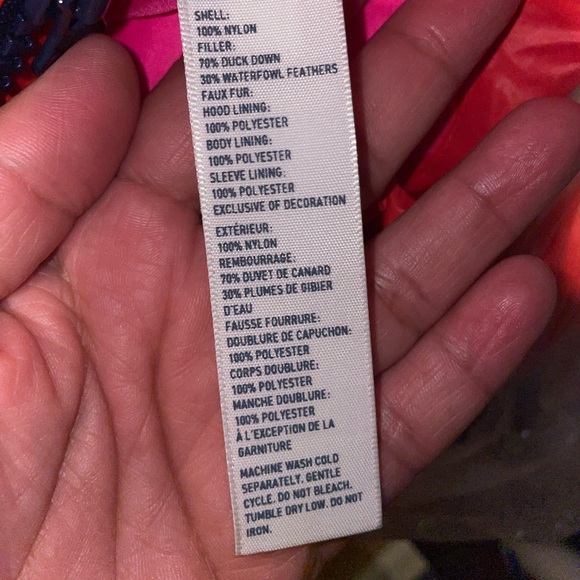 SHELL:
100% NYLON
FILLER:
70% DUCK DOWN
30% WATERFOWL FEATHERS
FAUX FUR:
HOOD LINING:
100% POLYESTER
BODY LINING:
100% POLYESTER
SLEEVE LINING:
100% POLYESTER
EXCLUSIVE OF DECORATION
EXTÉRIEUR:
100% NYLON
REMBOURRAGE:
70% DUVET DE CANARD
30% PLUMES DE GIBIER
D'EAU
FAUSSE FOURRURE:
DOUBLURE DE CAPUCHON:
100% POLYESTER
CORPS DOUBLURE:
100% POLYESTER
MANCHE DOUBLURE:
100% POLYESTER
À L'EXCEPTION DE LA
GARNITURE
MACHINE WASH COLD
SEPARATELY, GENTLE
CYCLE. DO NOT BLEACH.
TUMBLE DRY LOW. DO NOT
IRON.